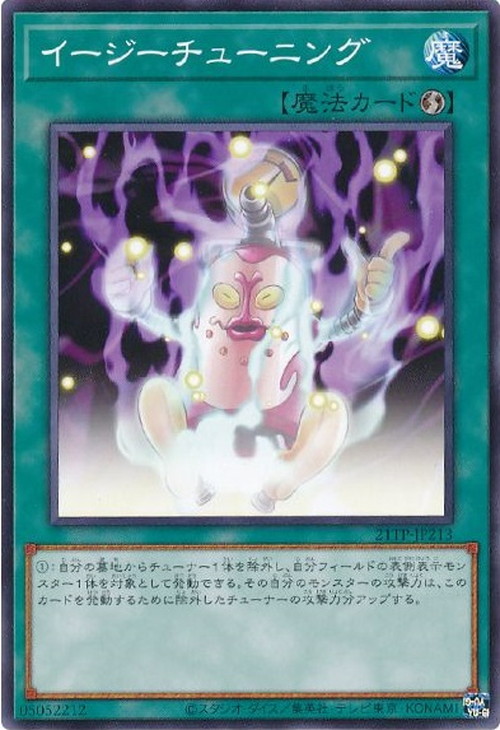 イージーチューニング
魔
【魔法カード】
21TP-JP213
①:自分の墓地からチューナー1体を除外し、自分フィールドの表側表示モン
スター1体を対象として発動できる。その自分のモンスターの攻撃力は、この
カードを発動するために除外したチューナーの攻撃力分アップする。
05052212
©スタジオ・ダイス/集英社・テレビ東京・KONAMI